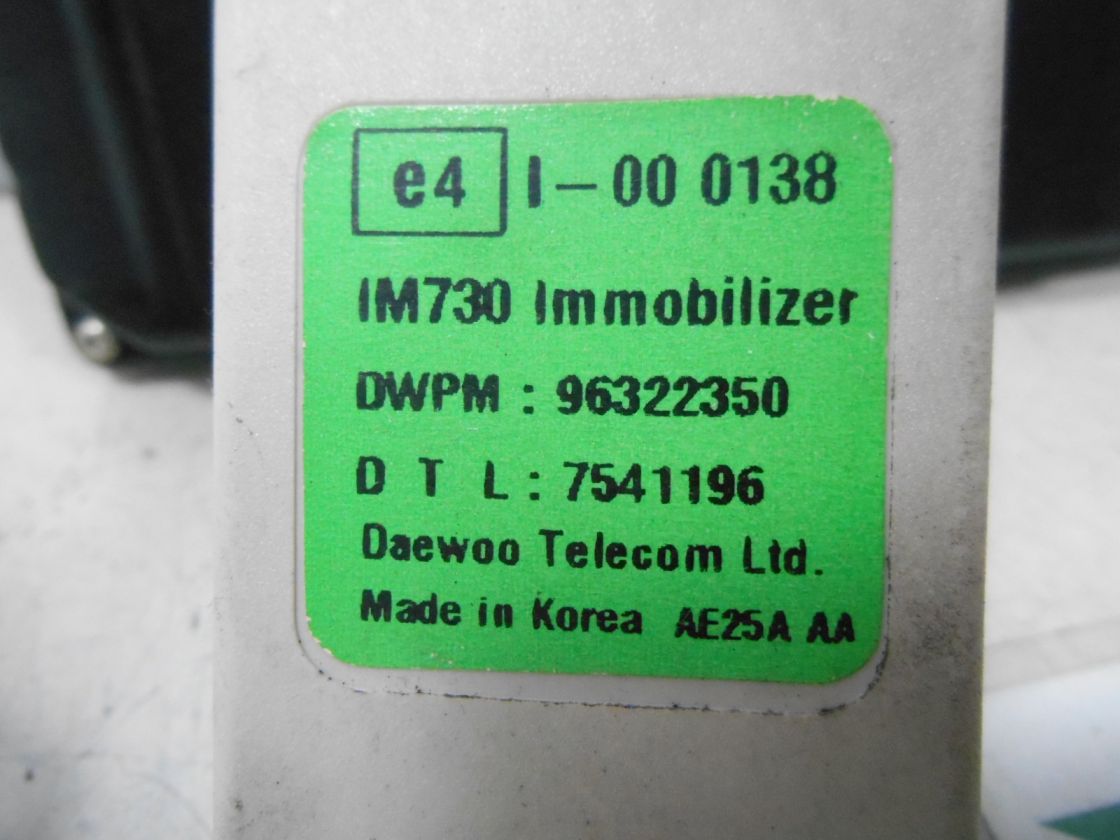 e4 I-00 0138
IM730 Immobilizer
DWPM : 96322350
D T L : 7541196
Daewoo Telecom Ltd.
Made in Korea AE25A AA